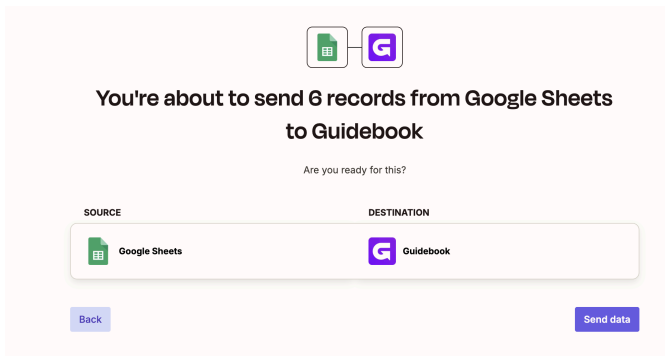 You're about to send 6 records from Google Sheets
to Guidebook
Are you ready for this?
SOURCE
DESTINATION
Google Sheets
Guidebook
Back
Send data